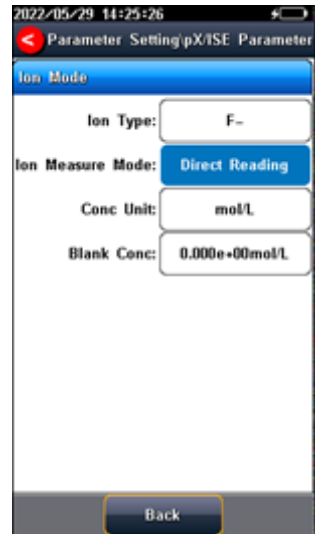 2022/05/29 14:25:26
Parameter Setting\pX/ISE Parameter
Ion Mode
Ion Type: F-
Ion Measure Mode: Direct Reading
Conc Unit: mol/L
Blank Conc: 0.000e+00mol/L
Back